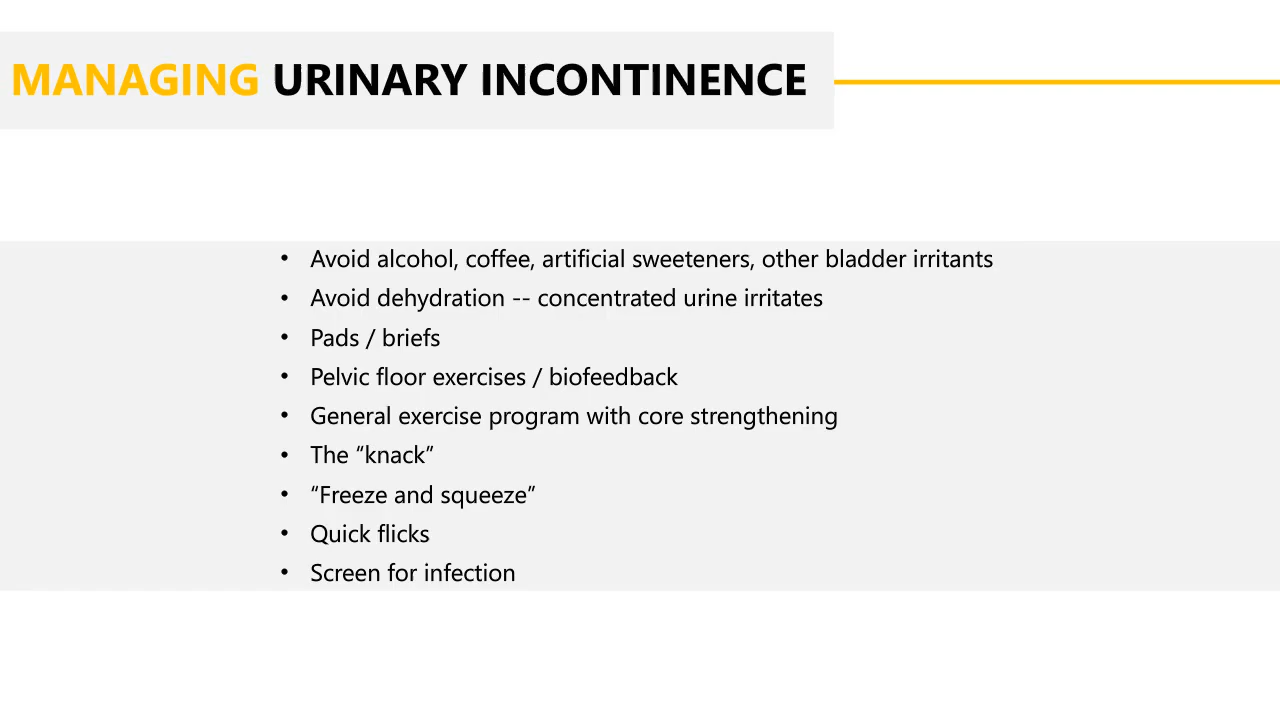 MANAGING URINARY INCONTINENCE
• Avoid alcohol, coffee, artificial sweeteners, other bladder irritants
• Avoid dehydration -- concentrated urine irritates
• Pads / briefs
• Pelvic floor exercises / biofeedback
• General exercise program with core strengthening
• The “knack”
• “Freeze and squeeze”
• Quick flicks
• Screen for infection